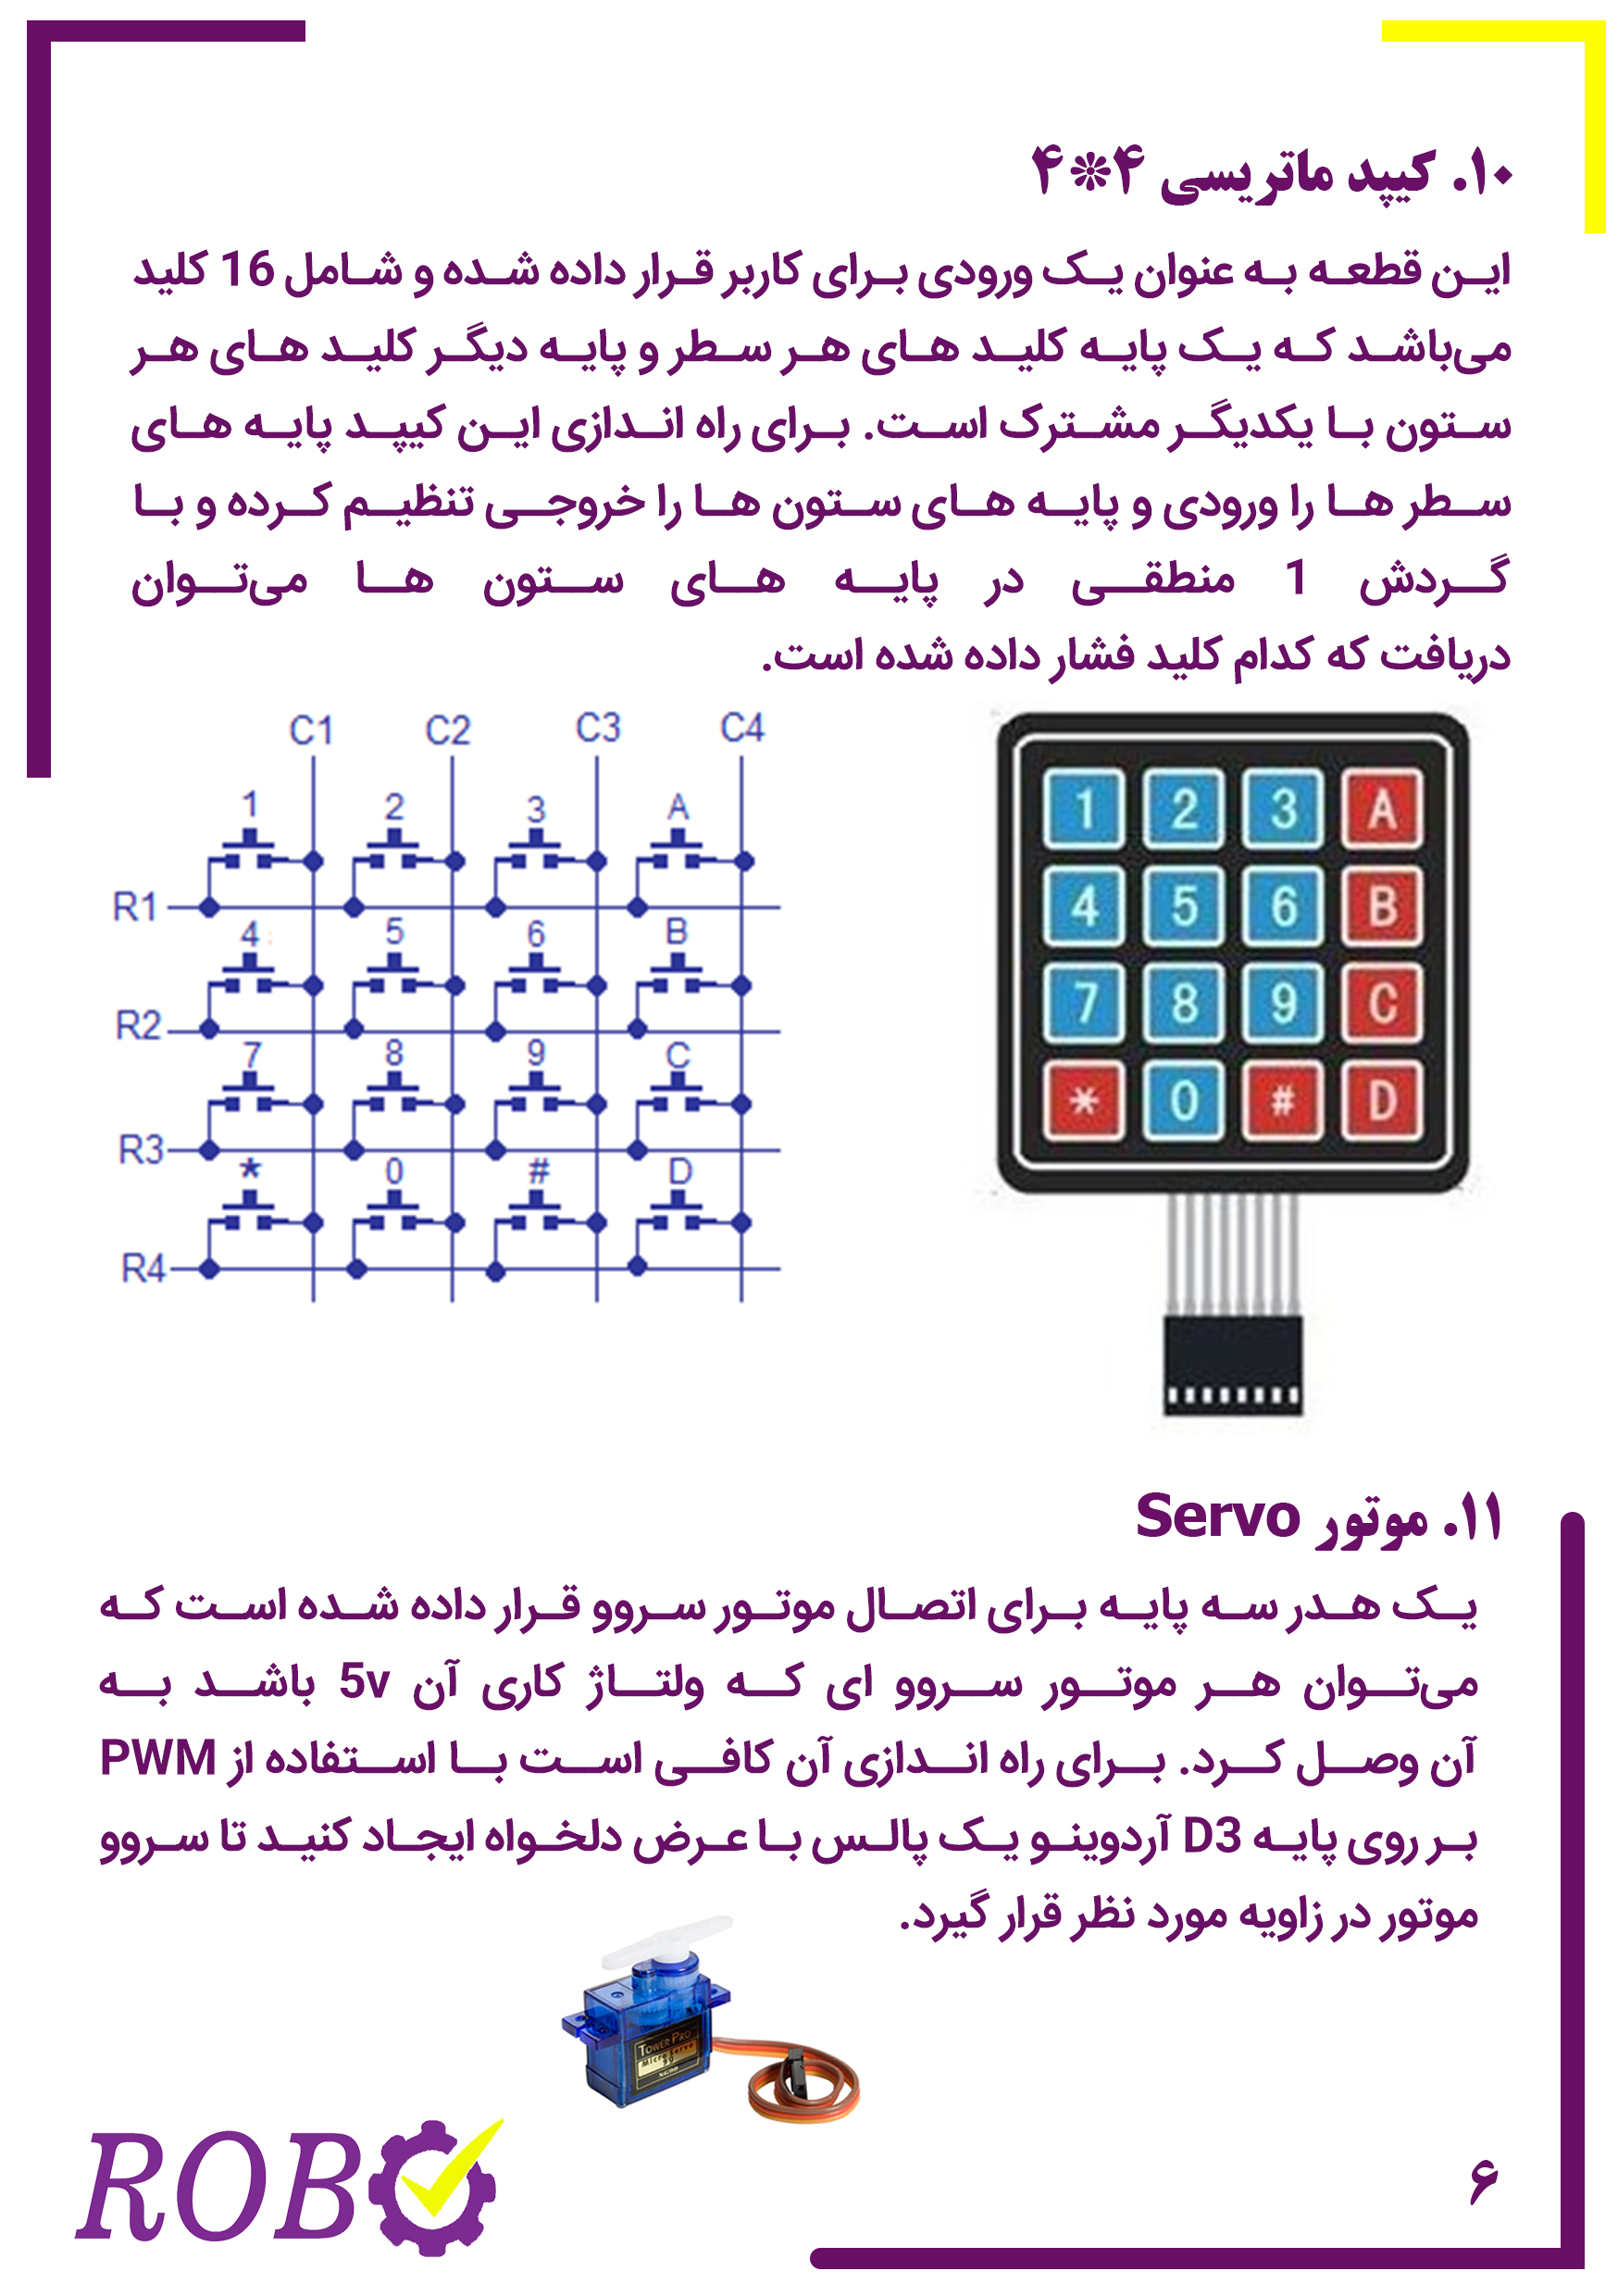 ۱۰. کیپد ماتریسی ۴*۴
این قطعه به عنوان یک ورودی برای کاربر قرار داده شده و شامل 16 کلید
می‌باشد که یک پایه کلید های هر سطر و پایه دیگر کلید های هر
ستون با یکدیگر مشترک است. برای راه اندازی این کیپد پایه های
سطر ها را ورودی و پایه های ستون ها را خروجی تنظیم کرده و با
گردش 1 منطقی در پایه های ستون ها می‌توان
دریافت که کدام کلید فشار داده شده است.
C1 C2 C3 C4
1 2 3 A
R1
4 5 6 B
R2
7 8 9 C
R3
* 0 # D
R4
1 2 3 A
4 5 6 B
7 8 9 C
* 0 # D
۱۱. موتور Servo
یک هدر سه پایه برای اتصال موتور سروو قرار داده شده است که
می‌توان هر موتور سروو ای که ولتاژ کاری آن 5v باشد به
آن وصل کرد. برای راه اندازی آن کافی است با استفاده از PWM
بر روی پایه D3 آردوینو یک پالس با عرض دلخواه ایجاد کنید تا سروو
موتور در زاویه مورد نظر قرار گیرد.
TOWER PRO
Micro Servo
9g
SG90
ROBO
۶